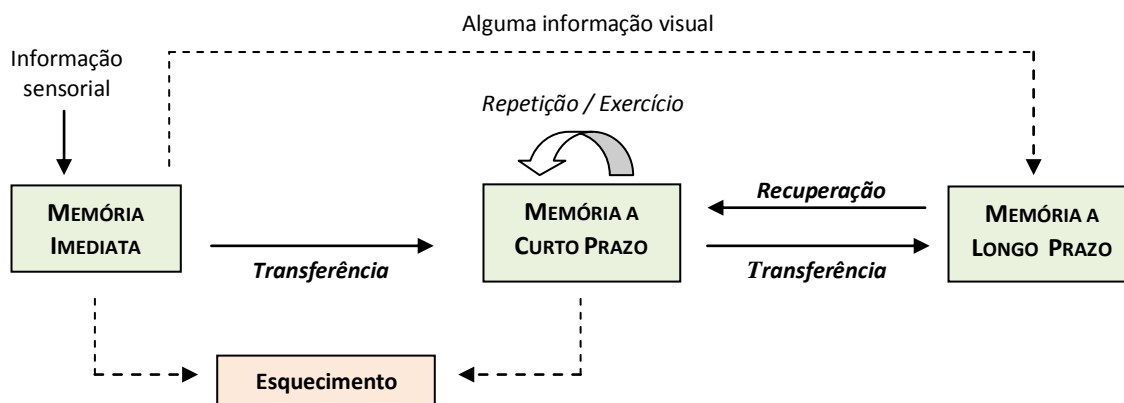 Alguma informação visual
Informação
sensorial
Repetição / Exercício
MEMÓRIA
IMEDIATA
Transferência
MEMÓRIA A
CURTO PRAZO
Recuperação
Transferência
MEMÓRIA A
LONGO PRAZO
Esquecimento